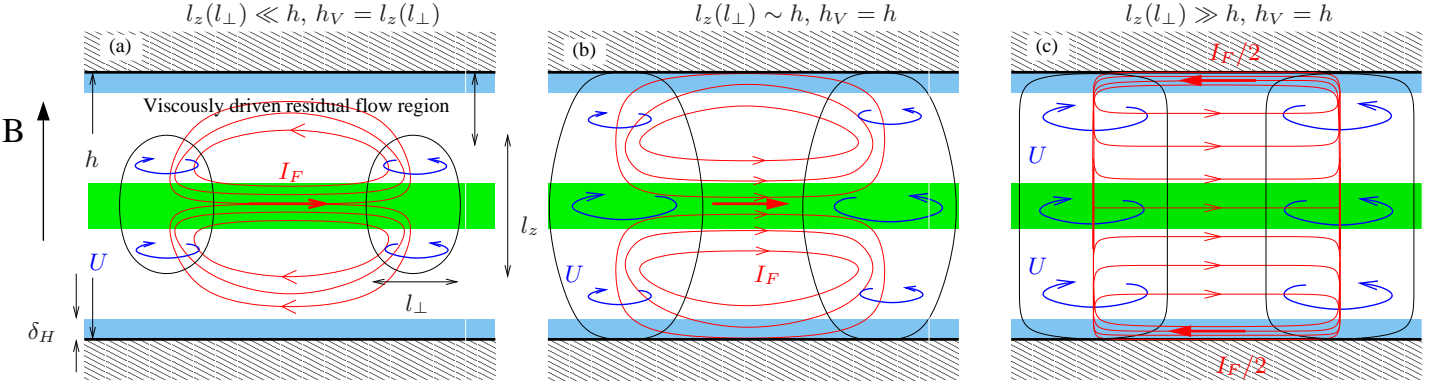 l_z(l_⊥) ≪ h, h_V = l_z(l_⊥)
l_z(l_⊥) ∼ h, h_V = h
l_z(l_⊥) ≫ h, h_V = h
(a)
Viscously driven residual flow region
B
h
I_F
l_z
U
l_⊥
δ_H
(b)
U
I_F
(c)
I_F/2
U
U
I_F/2